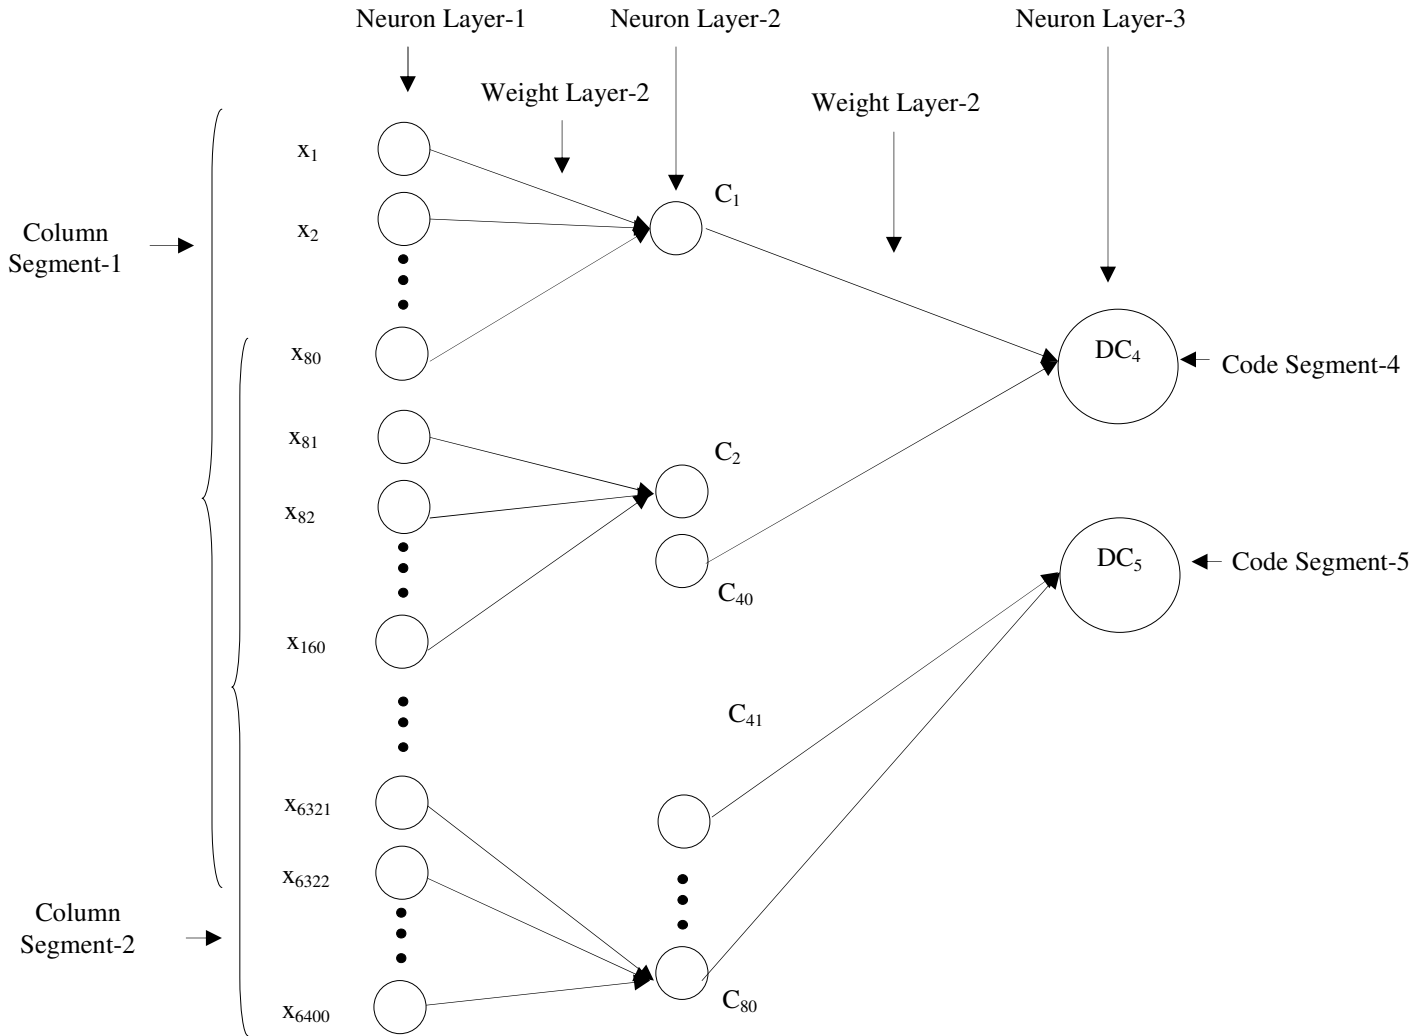 Neuron Layer-1
Neuron Layer-2
Neuron Layer-3
Weight Layer-2
Weight Layer-2
x1
C1
x2
Column
Segment-1
x80
DC4
Code Segment-4
x81
C2
x82
DC5
Code Segment-5
C40
x160
C41
x6321
x6322
Column
Segment-2
C80
x6400